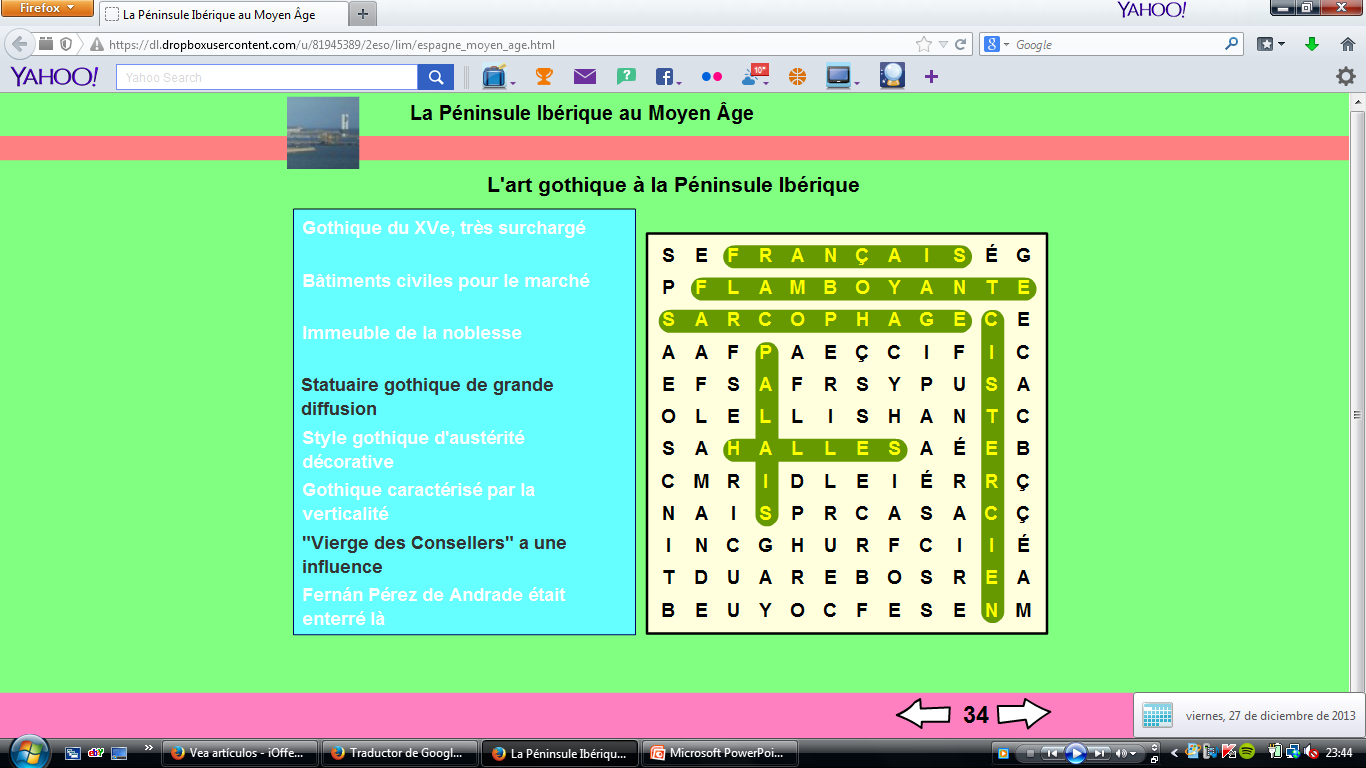 Firefox
La Péninsule Ibérique au Moyen Âge
YAHOO!
https://dl.dropboxusercontent.com/u/81945389/2eso/lim/espagne_moyen_age.html
Google
YAHOO!
Yahoo Search
10°
La Péninsule Ibérique au Moyen Âge
L'art gothique à la Péninsule Ibérique
Gothique du XVe, très surchargé
Bâtiments civiles pour le marché
Immeuble de la noblesse
Statuaire gothique de grande
diffusion
Style gothique d'austérité
décorative
Gothique caractérisé par la
verticalité
"Vierge des Consellers" a une
influence
Fernán Pérez de Andrade était
enterré là
S E F R A N Ç A I S É G
P F L A M B O Y A N T E
S A R C O P H A G E C E
A A F P A E Ç C I F I C
E F S A F R S Y P U S A
O L E L L I S H A N T C
S A H A L L E S A É E B
C M R I D L E I É R R Ç
N A I S P R C A S A C Ç
I N C G H U R F C I I É
T D U A R E B O S R E A
B E U Y O C F E S E N M
34
viernes, 27 de diciembre de 2013
Vea artículos - iOffe...
Traductor de Googl...
La Péninsule Ibériqu...
Microsoft PowerPoi...
23:44